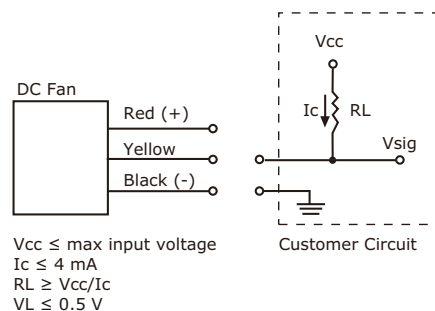 Vcc
DC Fan
Ic
RL
Red (+)
Vsig
Yellow
Black (-)
Vcc ≤ max input voltage
Customer Circuit
Ic ≤ 4 mA
RL ≥ Vcc/Ic
VL ≤ 0.5 V